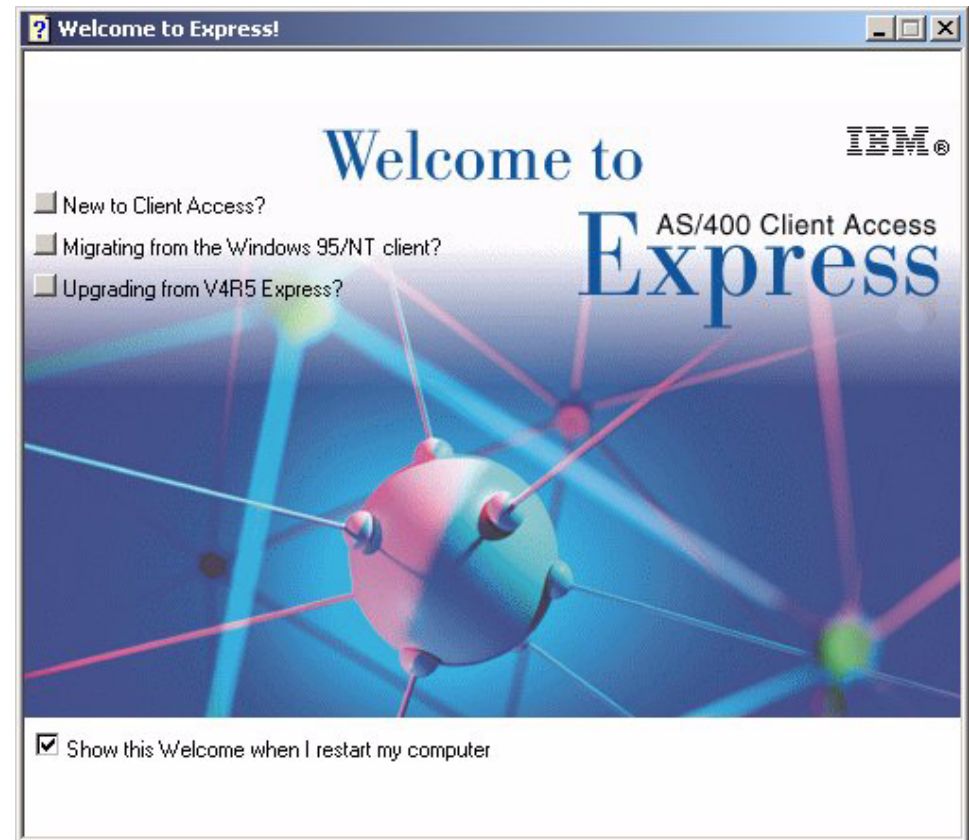 Welcome to Express!
Welcome to
IBM®
AS/400 Client Access
Express
New to Client Access?
Migrating from the Windows 95/NT client?
Upgrading from V4R5 Express?
Show this Welcome when I restart my computer